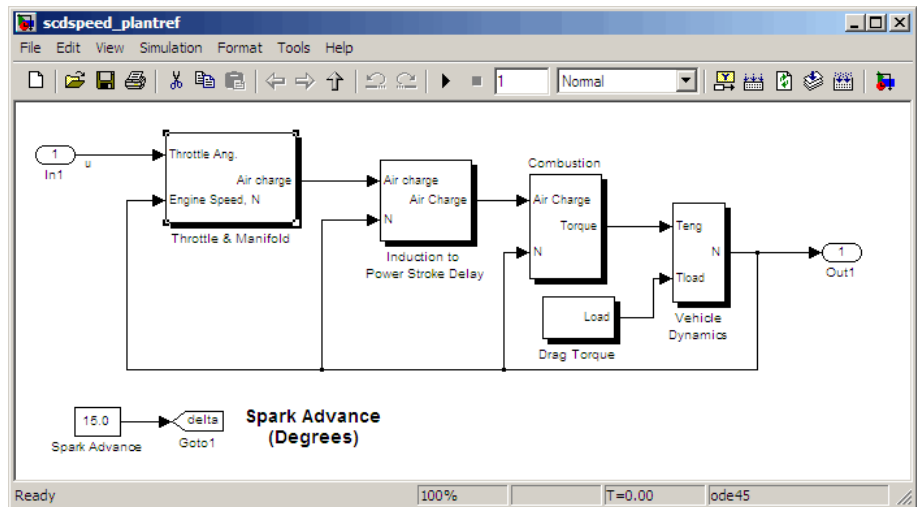 scdspeed_plantref
File Edit View Simulation Format Tools Help
1 Normal
1
In1
u
Throttle Ang.
Air charge
Engine Speed, N
Throttle & Manifold
Air charge
Air Charge
N
Induction to
Power Stroke Delay
Combustion
Air Charge
Torque
N
Load
Drag Torque
Teng
N
Tload
Vehicle
Dynamics
1
Out1
15.0
Spark Advance
delta
Goto1
Spark Advance
(Degrees)
Ready 100% T=0.00 ode45